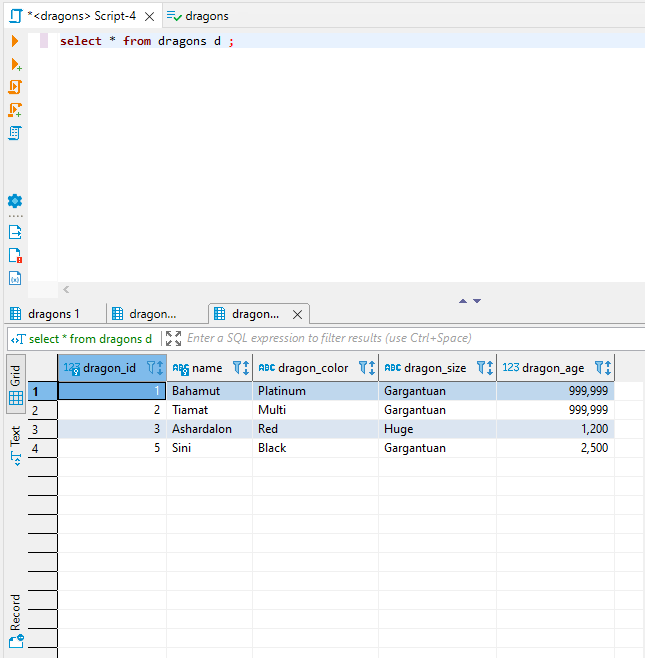 *<dragons> Script-4 dragons
select * from dragons d ;
dragons 1 dragon... dragon...
select * from dragons d Enter a SQL expression to filter results (use Ctrl+Space)
Grid
Text
Record
123 dragon_id ABC name ABC dragon_color ABC dragon_size 123 dragon_age
1 1 Bahamut Platinum Gargantuan 999,999
2 2 Tiamat Multi Gargantuan 999,999
3 3 Ashardalon Red Huge 1,200
4 5 Sini Black Gargantuan 2,500